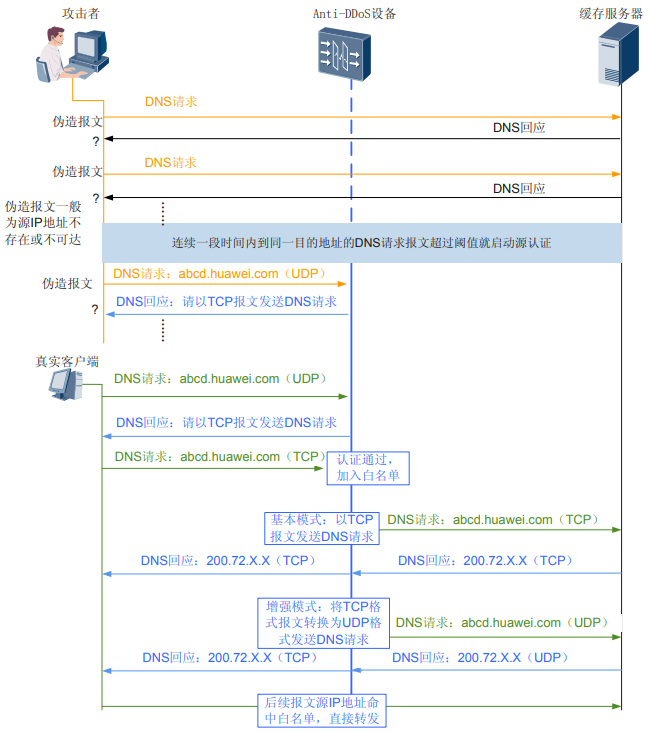 攻击者
Anti-DDoS设备
缓存服务器
DNS请求
伪造报文
?
DNS回应
DNS请求
伪造报文
?
DNS回应
伪造报文一般
为源IP地址不
存在或不可达
连续一段时间内到同一目的地址的DNS请求报文超过阈值就启动源认证
DNS请求：abcd.huawei.com（UDP）
伪造报文
DNS回应：请以TCP报文发送DNS请求
?
真实客户端
DNS请求：abcd.huawei.com（UDP）
DNS回应：请以TCP报文发送DNS请求
DNS请求：abcd.huawei.com（TCP）
认证通过，
加入白名单
基本模式：以TCP
报文发送DNS请求
DNS请求：abcd.huawei.com（TCP）
DNS回应：200.72.X.X（TCP）
DNS回应：200.72.X.X（TCP）
增强模式：将TCP格
式报文转换为UDP格
式发送DNS请求
DNS请求：abcd.huawei.com（UDP）
DNS回应：200.72.X.X（TCP）
DNS回应：200.72.X.X（UDP）
后续报文源IP地址命
中白名单，直接转发